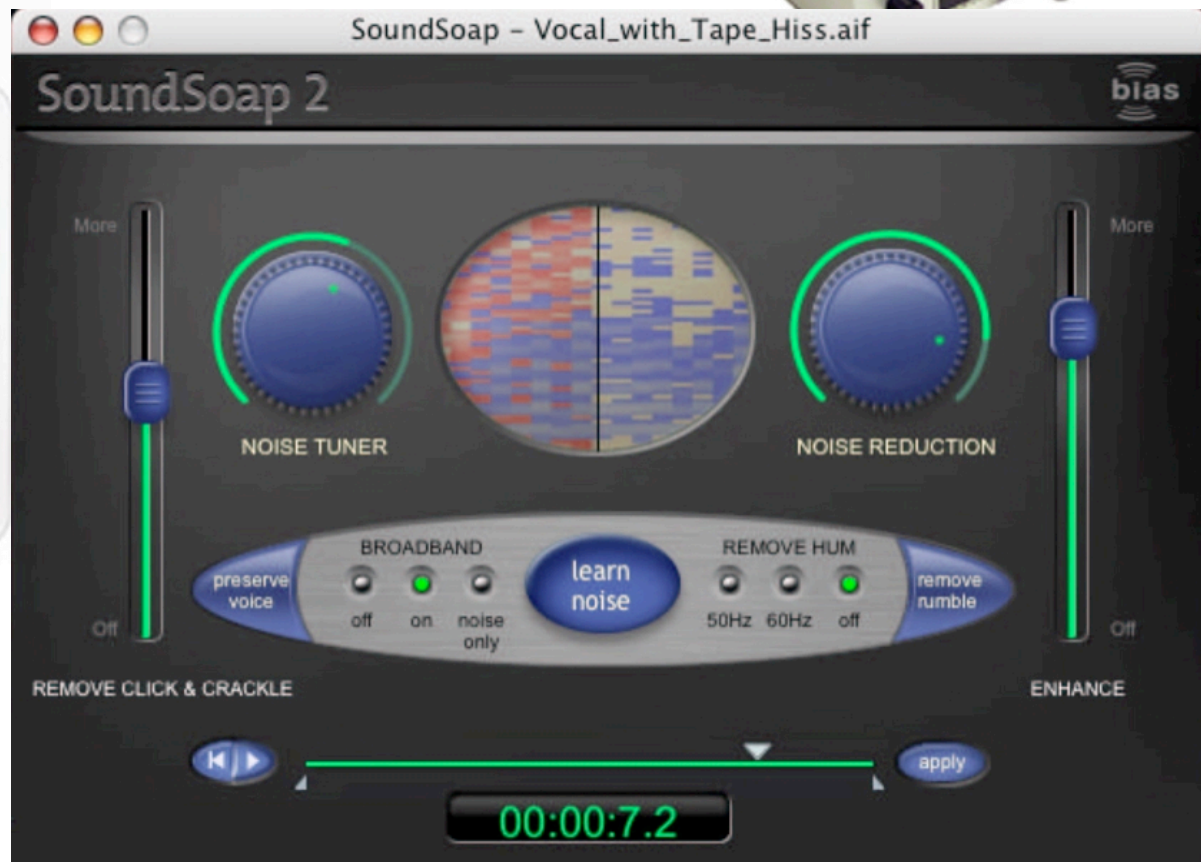 SoundSoap – Vocal_with_Tape_Hiss.aif
SoundSoap 2
bias
More
More
NOISE TUNER
NOISE REDUCTION
BROADBAND
REMOVE HUM
preserve
voice
learn
noise
remove
rumble
off on noise
only
50Hz 60Hz off
Off
Off
REMOVE CLICK & CRACKLE
ENHANCE
apply
00:00:7.2